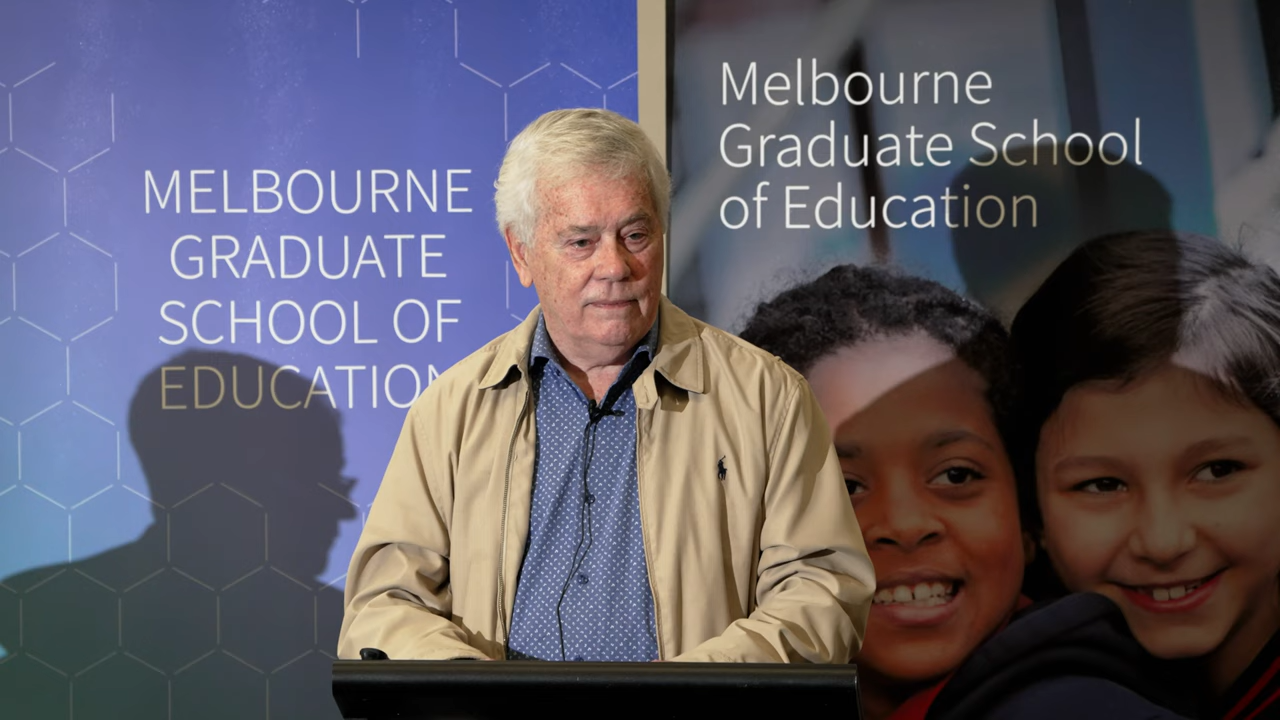 MELBOURNE
GRADUATE
SCHOOL OF
EDUCATION
Melbourne
Graduate School
of Education